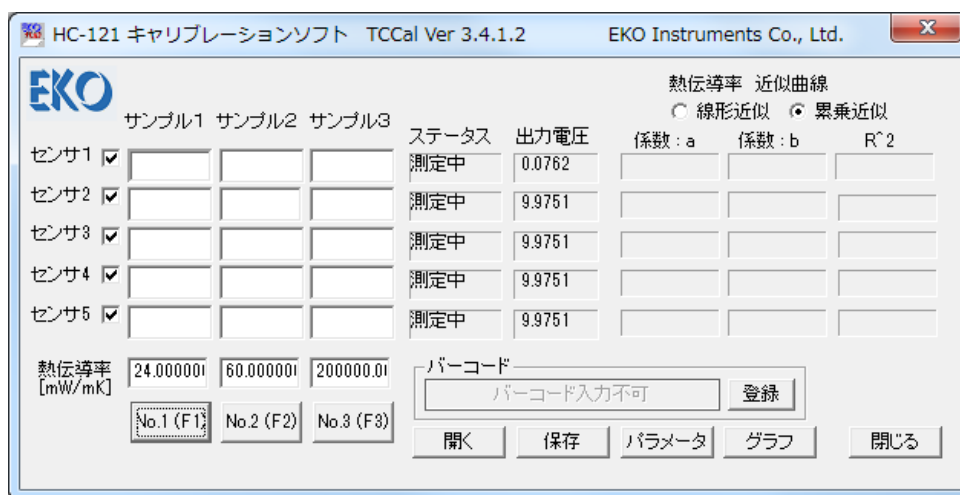 HC-121 キャリブレーションソフト TCCal Ver 3.4.1.2 EKO Instruments Co., Ltd.
EKO
熱伝導率 近似曲線
線形近似 累乗近似
サンプル1 サンプル2 サンプル3 ステータス 出力電圧 係数:a 係数:b R^2
センサ1 測定中 0.0762
センサ2 測定中 9.9751
センサ3 測定中 9.9751
センサ4 測定中 9.9751
センサ5 測定中 9.9751
熱伝導率 24.000000 60.000000 200000.00
[mW/mK]
バーコード
バーコード入力不可 登録
No.1 (F1) No.2 (F2) No.3 (F3)
開く 保存 パラメータ グラフ 閉じる